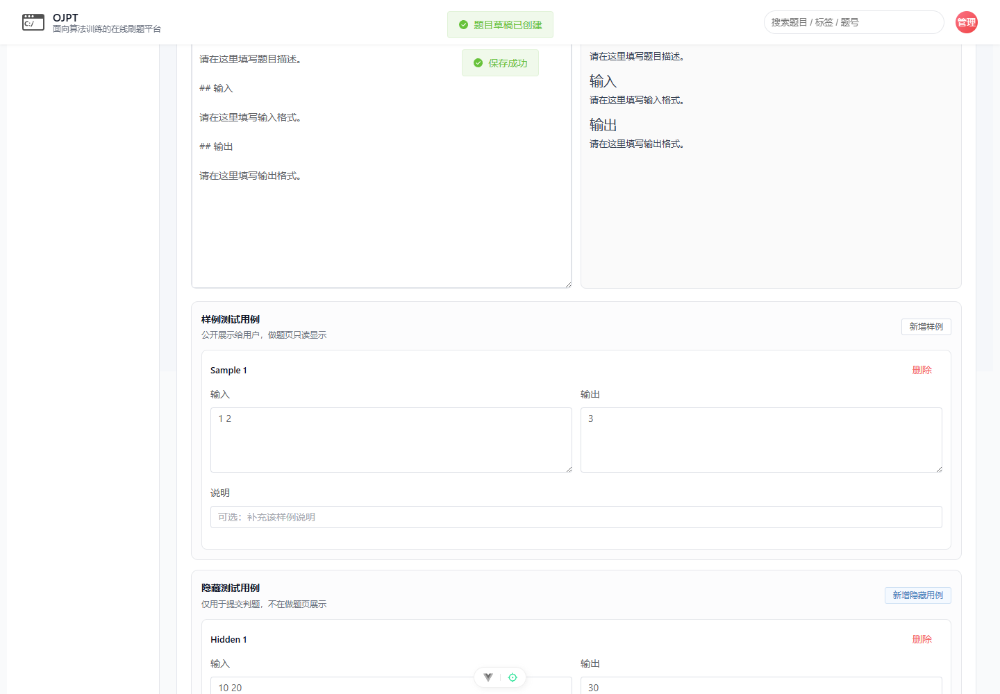 OJPT
面向算法训练的在线刷题平台
题目草稿已创建
搜索题目 / 标签 / 题号
管理
保存成功
请在这里填写题目描述。
## 输入
请在这里填写输入格式。
## 输出
请在这里填写输出格式。
请在这里填写题目描述。
输入
请在这里填写输入格式。
输出
请在这里填写输出格式。
样例测试用例
公开展示给用户，做题页只读显示
新增样例
Sample 1
删除
输入
输出
1 2
3
说明
可选：补充该样例说明
隐藏测试用例
仅用于提交判题，不在做题页展示
新增隐藏用例
Hidden 1
删除
输入
输出
10 20
30
C:/